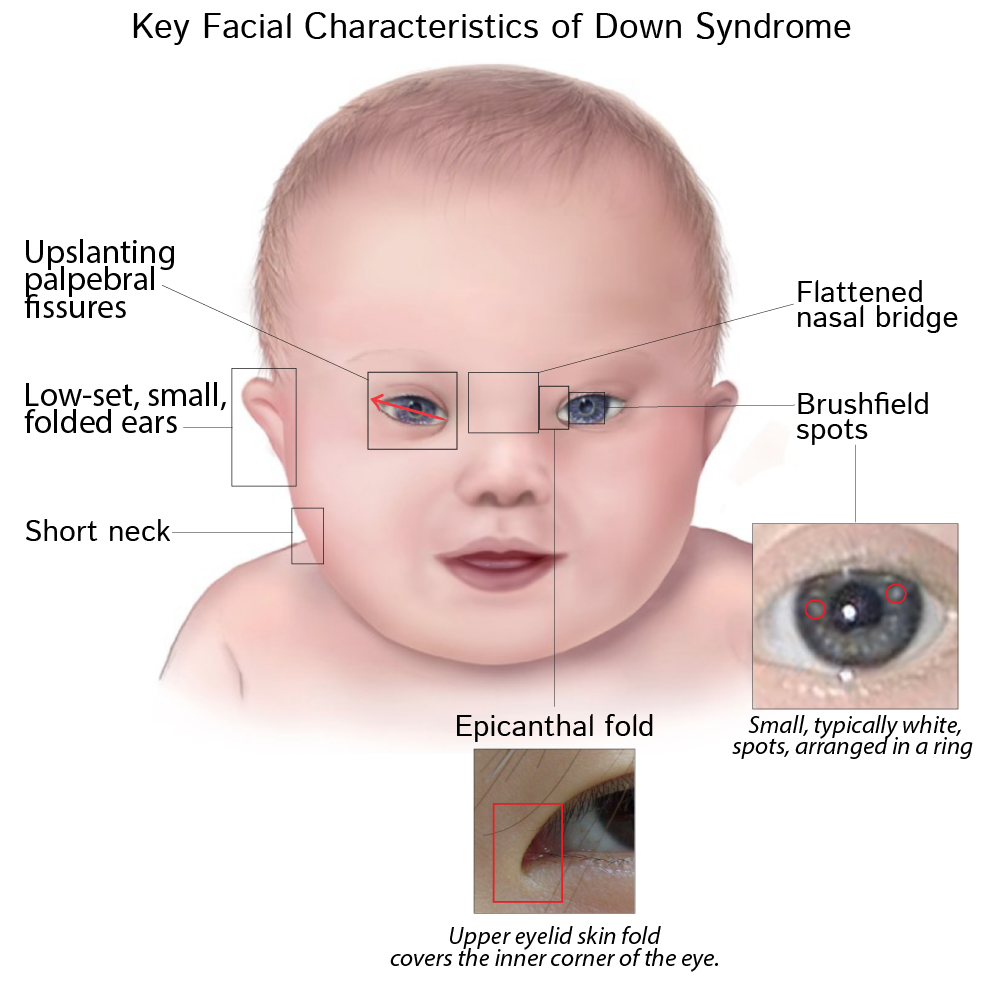 Key Facial Characteristics of Down Syndrome
Upslanting
palpebral
fissures
Flattened
nasal bridge
Low-set, small,
folded ears
Brushfield
spots
Short neck
Epicanthal fold
Small, typically white,
spots, arranged in a ring
Upper eyelid skin fold
covers the inner corner of the eye.